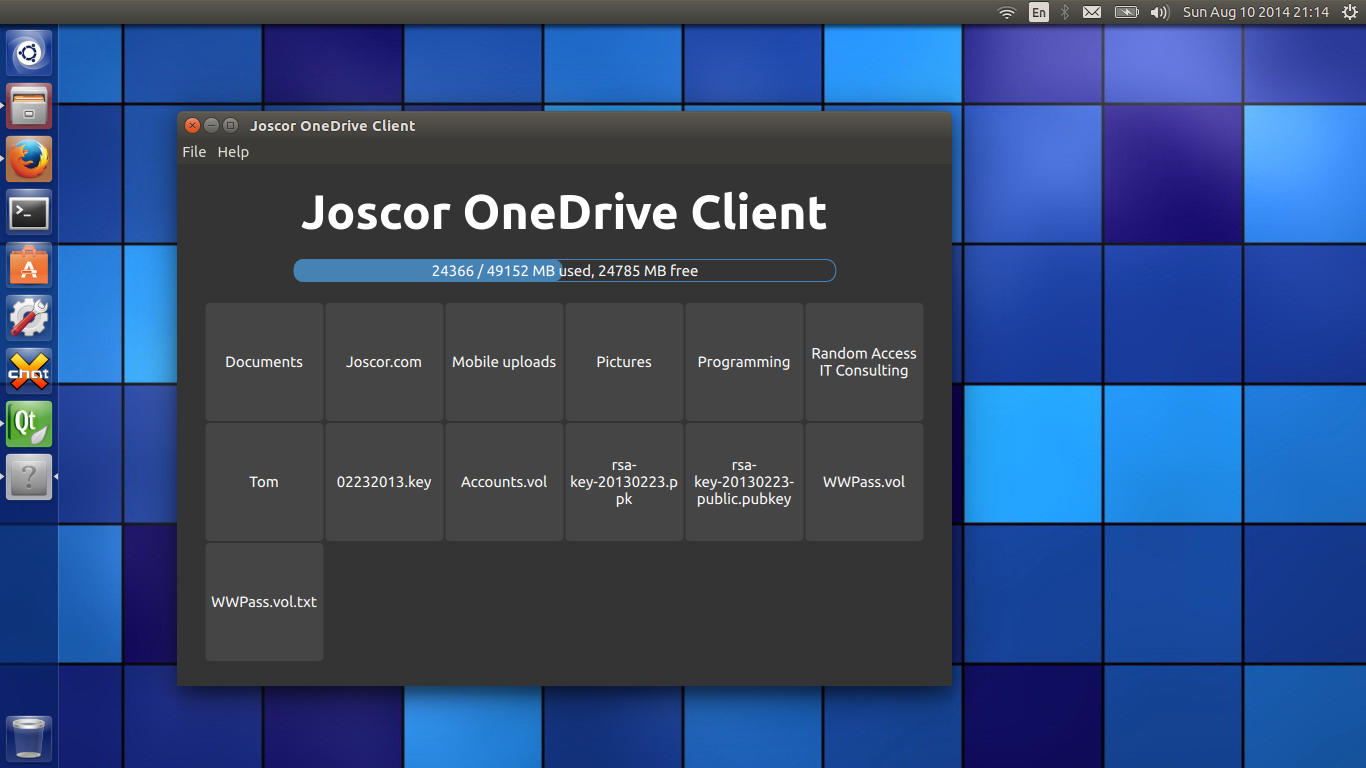 En
Sun Aug 10 2014 21:14
Joscor OneDrive Client
File Help
Joscor OneDrive Client
24366 / 49152 MB used, 24785 MB free
Documents
Joscor.com
Mobile uploads
Pictures
Programming
Random Access
IT Consulting
Tom
02232013.key
Accounts.vol
rsa-
key-20130223.p
pk
rsa-
key-20130223-
public.pubkey
WWPass.vol
WWPass.vol.txt
A
>_
X
chat
Qt
?